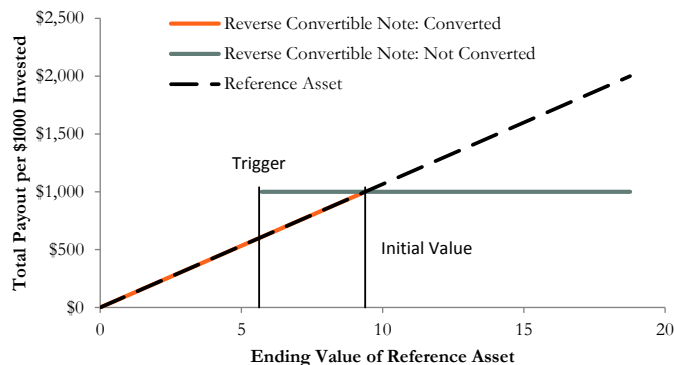 $2,500
$2,000
$1,500
$1,000
$500
$0
Total Payout per $1000 Invested
Reverse Convertible Note: Converted
Reverse Convertible Note: Not Converted
Reference Asset
Trigger
Initial Value
0
5
10
15
20
Ending Value of Reference Asset